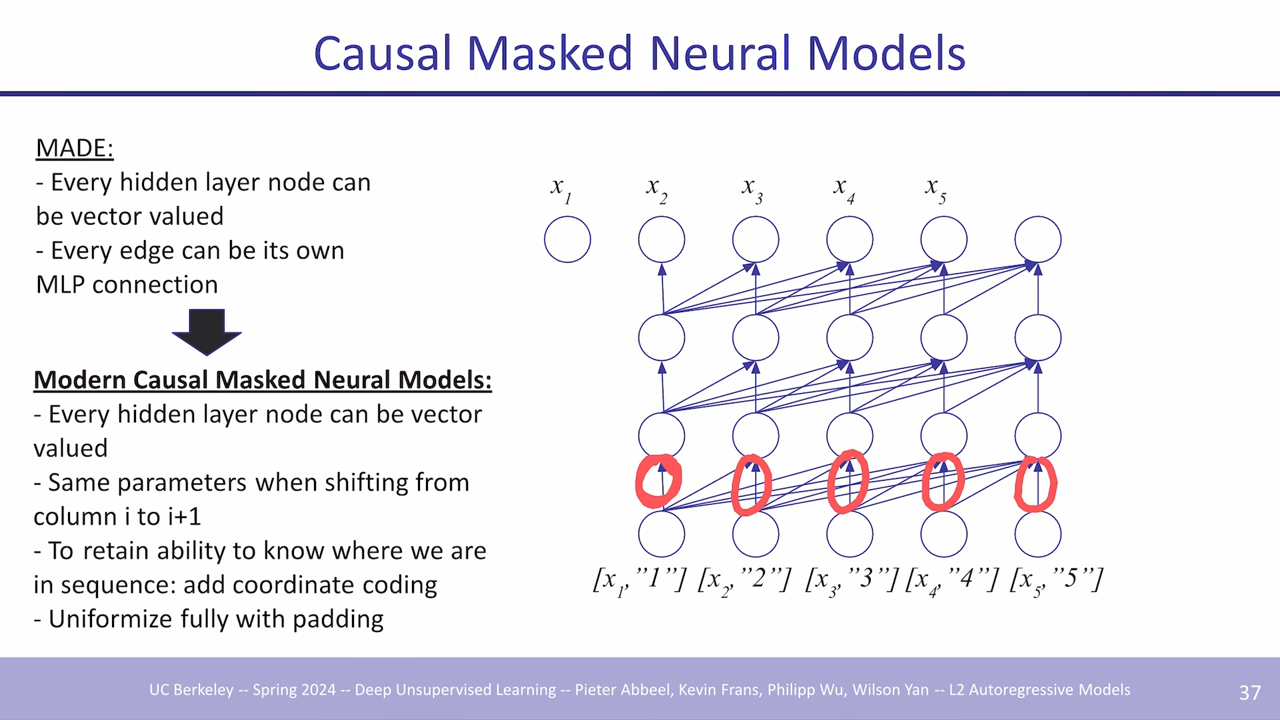 Causal Masked Neural Models
MADE:
- Every hidden layer node can
be vector valued
- Every edge can be its own
MLP connection
Modern Causal Masked Neural Models:
- Every hidden layer node can be vector
valued
- Same parameters when shifting from
column i to i+1
- To retain ability to know where we are
in sequence: add coordinate coding
- Uniformize fully with padding
x₁ x₂ x₃ x₄ x₅
[x₁,”1”] [x₂,”2”] [x₃,”3”] [x₄,”4”] [x₅,”5”]
UC Berkeley -- Spring 2024 -- Deep Unsupervised Learning -- Pieter Abbeel, Kevin Frans, Philipp Wu, Wilson Yan -- L2 Autoregressive Models
37